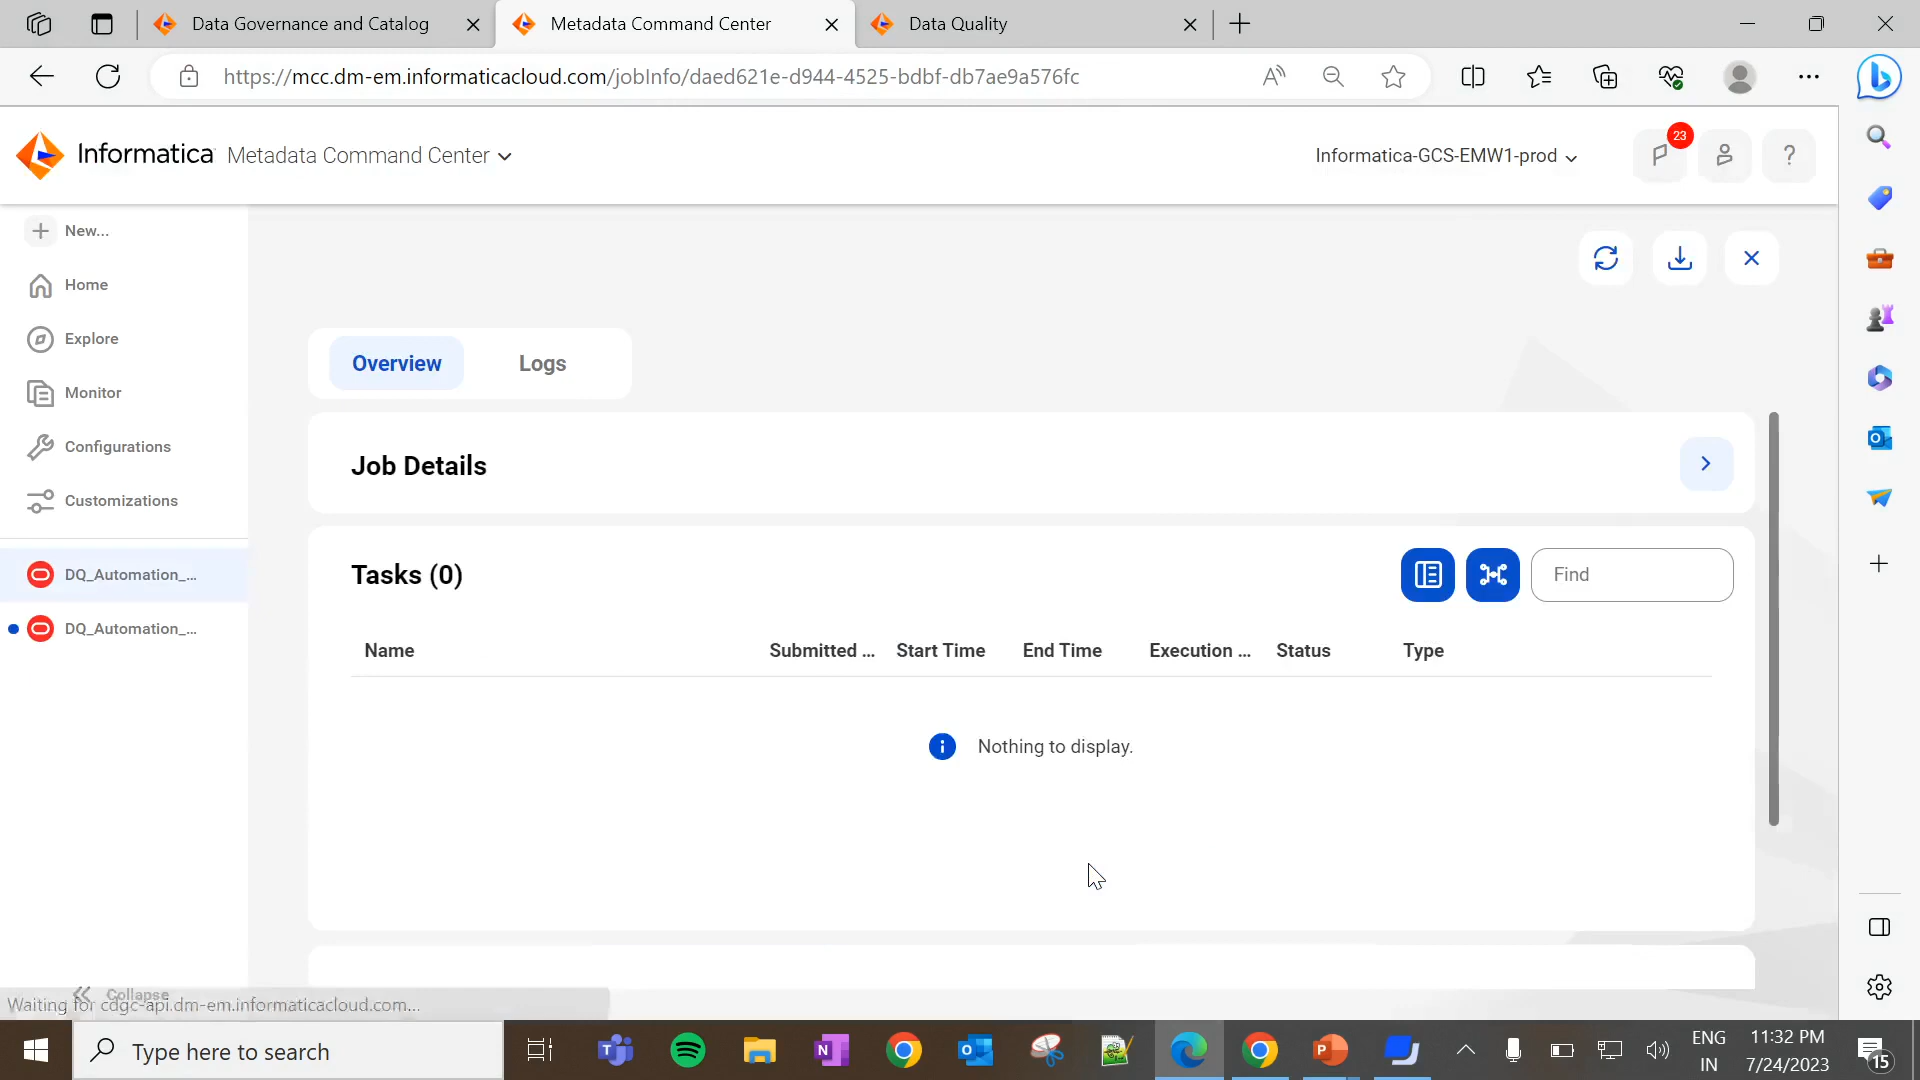 Data Governance and Catalog
Metadata Command Center
Data Quality
https://mcc.dm-em.informaticacloud.com/jobInfo/daed621e-d944-4525-bdbf-db7ae9a576fc
Informatica Metadata Command Center
Informatica-GCS-EMW1-prod
23
?
New...
Home
Explore
Monitor
Configurations
Customizations
DQ_Automation_...
DQ_Automation_...
Overview
Logs
Job Details
Tasks (0)
Find
Name
Submitted ...
Start Time
End Time
Execution ...
Status
Type
Nothing to display.
Collapse
Waiting for cdgc-api.dm-em.informaticacloud.com...
Type here to search
ENG
IN
11:32 PM
7/24/2023
15